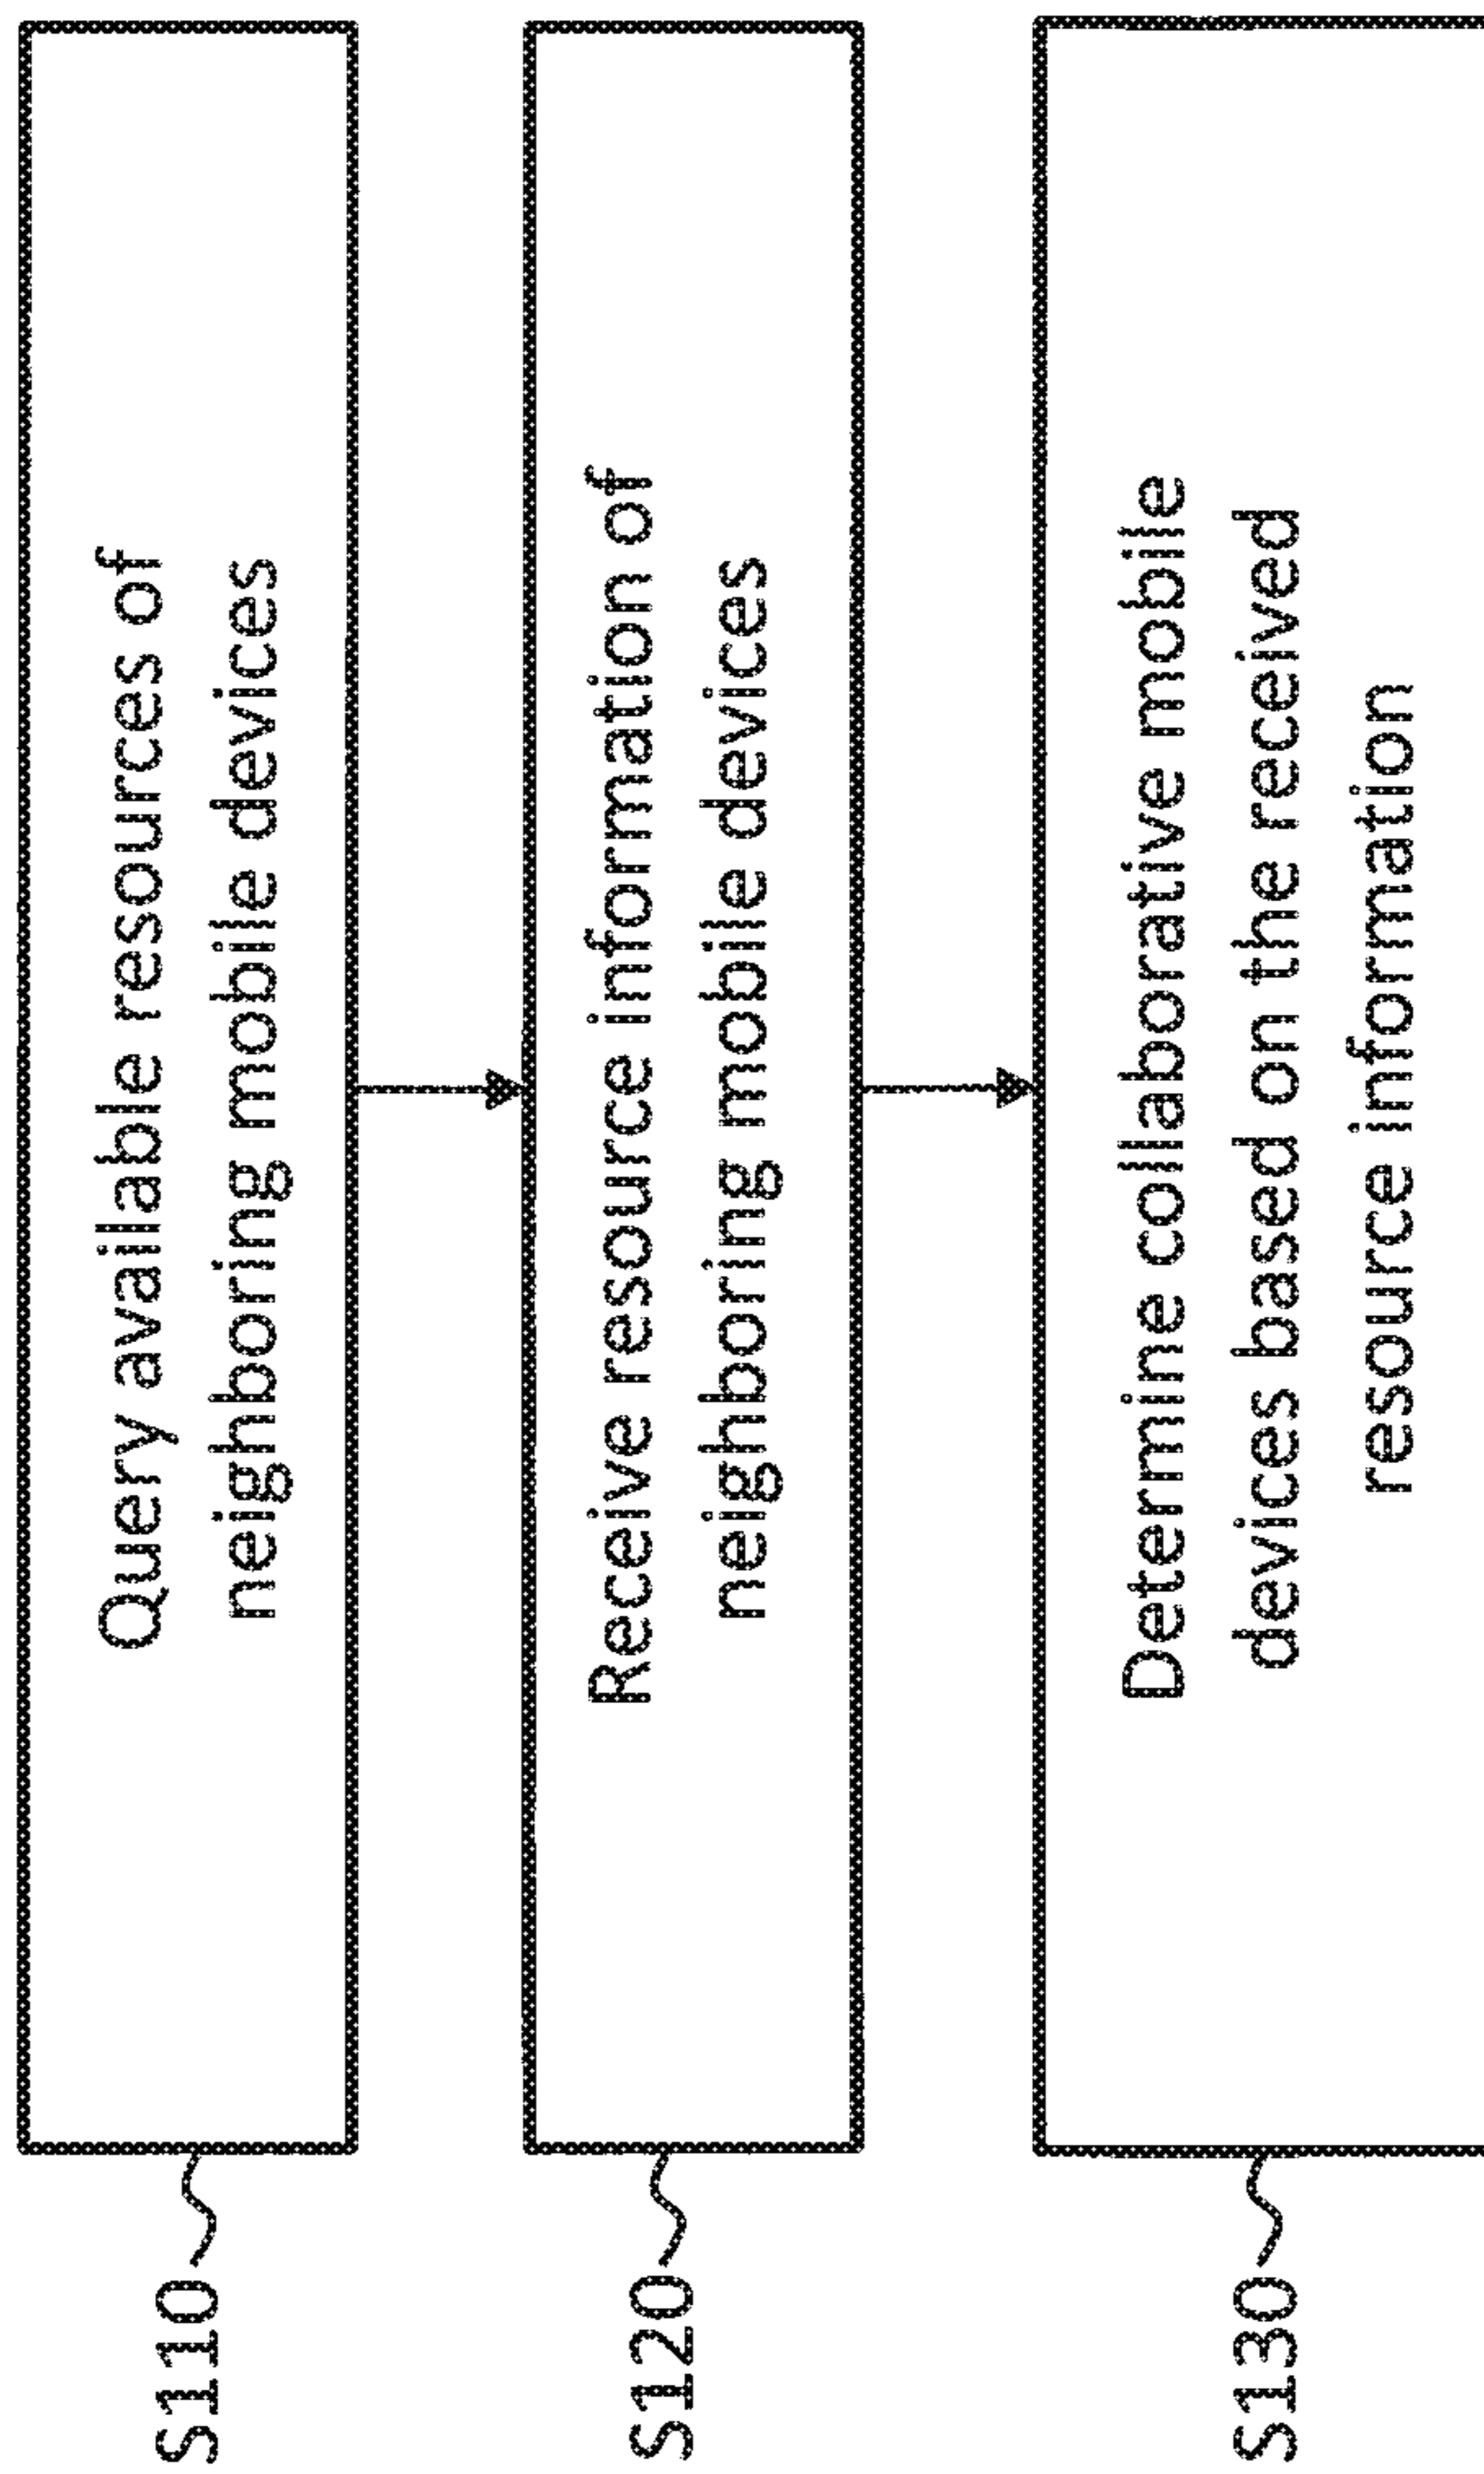 S110
Query available resources of
neighboring mobile devices
S120
Receive resource information of
neighboring mobile devices
S130
Determine collaborative mobile
devices based on the received
resource information